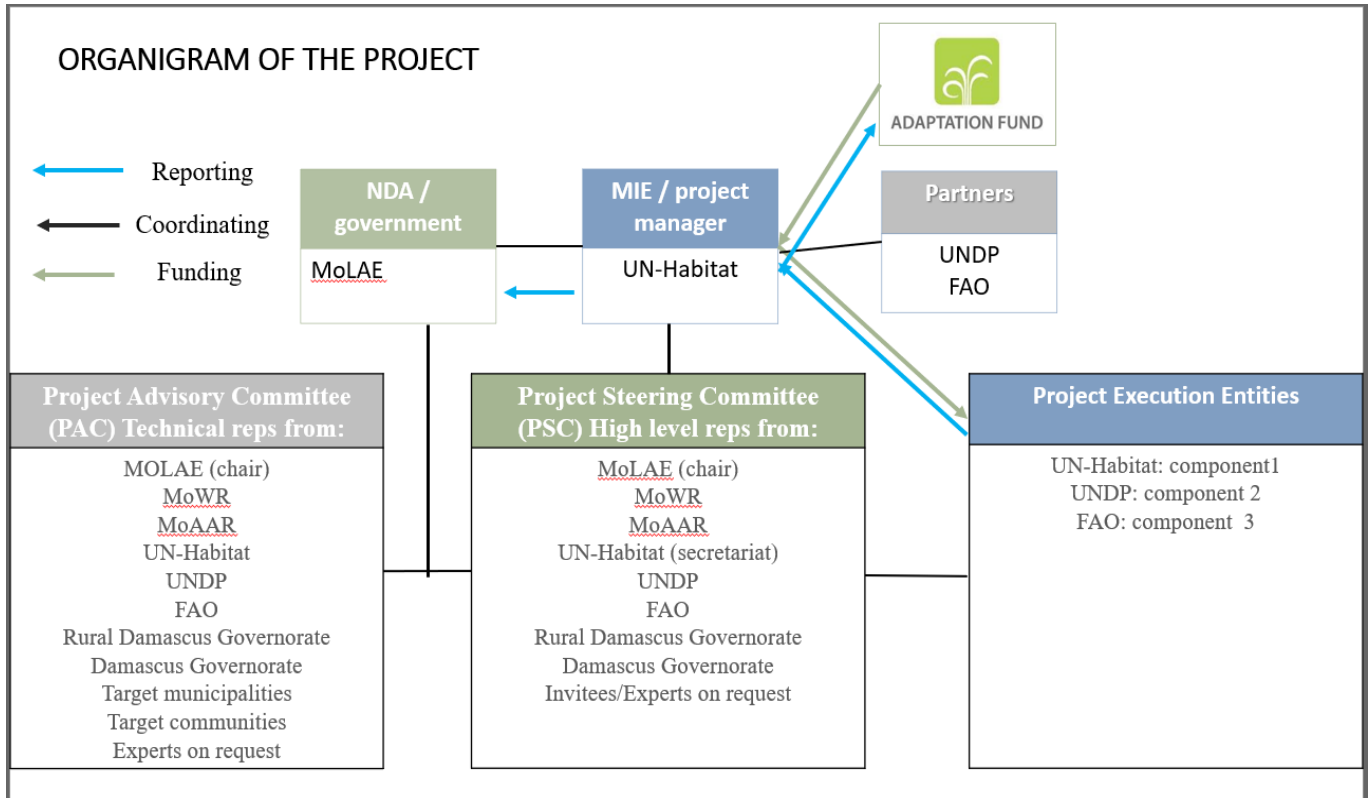 ORGANIGRAM OF THE PROJECT
ADAPTATION FUND
Reporting
Coordinating
Funding
NDA /
government
MoLAE
MIE / project
manager
UN-Habitat
Partners
UNDP
FAO
Project Advisory Committee
(PAC) Technical reps from:
MOLAE (chair)
MoWR
MoAAR
UN-Habitat
UNDP
FAO
Rural Damascus Governorate
Damascus Governorate
Target municipalities
Target communities
Experts on request
Project Steering Committee
(PSC) High level reps from:
MoLAE (chair)
MoWR
MoAAR
UN-Habitat (secretariat)
UNDP
FAO
Rural Damascus Governorate
Damascus Governorate
Invitees/Experts on request
Project Execution Entities
UN-Habitat: component1
UNDP: component 2
FAO: component  3